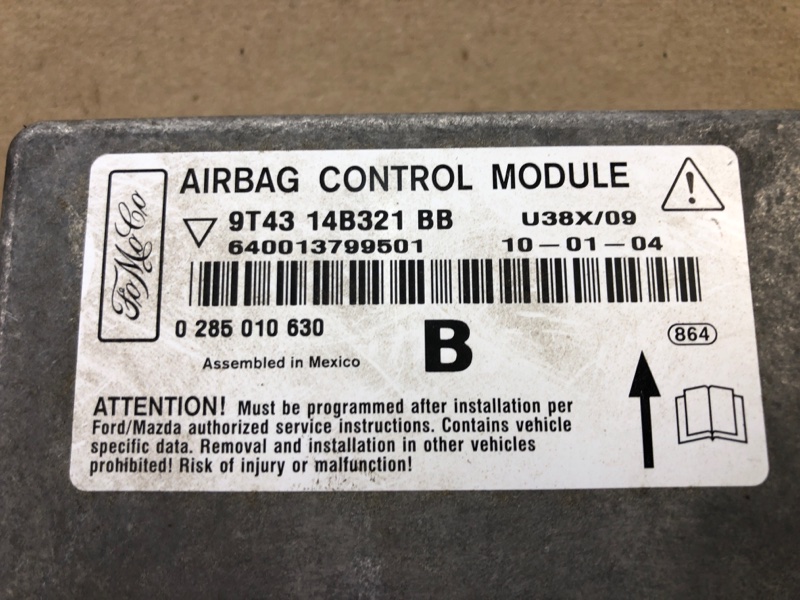 FoMoCo
AIRBAG CONTROL MODULE
9T43 14B321 BB U38X/09
640013799501 10-01-04
0 285 010 630
B
864
Assembled in Mexico
ATTENTION! Must be programmed after installation per
Ford/Mazda authorized service instructions. Contains vehicle
specific data. Removal and installation in other vehicles
prohibited! Risk of injury or malfunction!